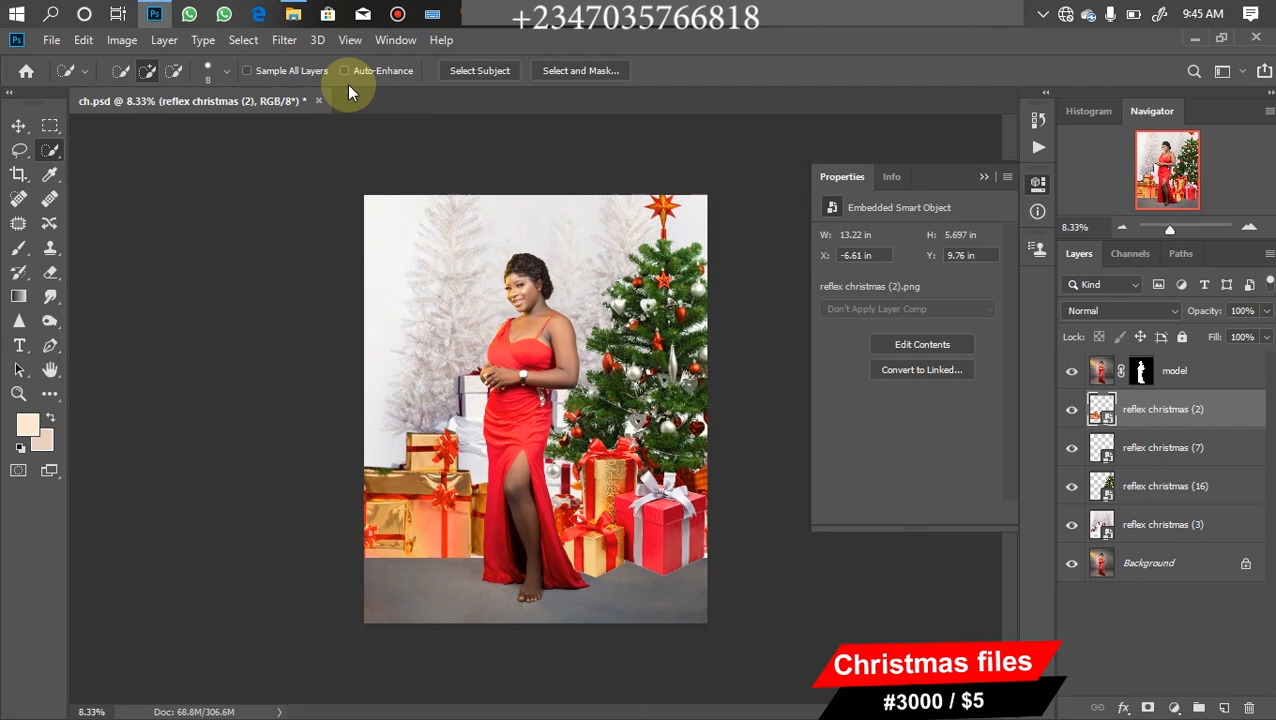 +2347035766818
9:45 AM
Ps
File Edit Image Layer Type Select Filter 3D View Window Help
8
Sample All Layers
Auto-Enhance
Select Subject
Select and Mask...
ch.psd @ 8.33% (reflex christmas (2), RGB/8*) * ×
Histogram Navigator
8.33%
Properties Info
Embedded Smart Object
W: 13.22 in H: 5.697 in
X: -6.61 in Y: 9.76 in
reflex christmas (2).png
Don't Apply Layer Comp
Edit Contents
Convert to Linked...
Layers Channels Paths
Kind
Normal Opacity: 100%
Lock: Fill: 100%
model
reflex christmas (2)
reflex christmas (7)
reflex christmas (16)
reflex christmas (3)
Background
Christmas files
#3000 / $5
8.33% Doc: 68.8M/306.6M